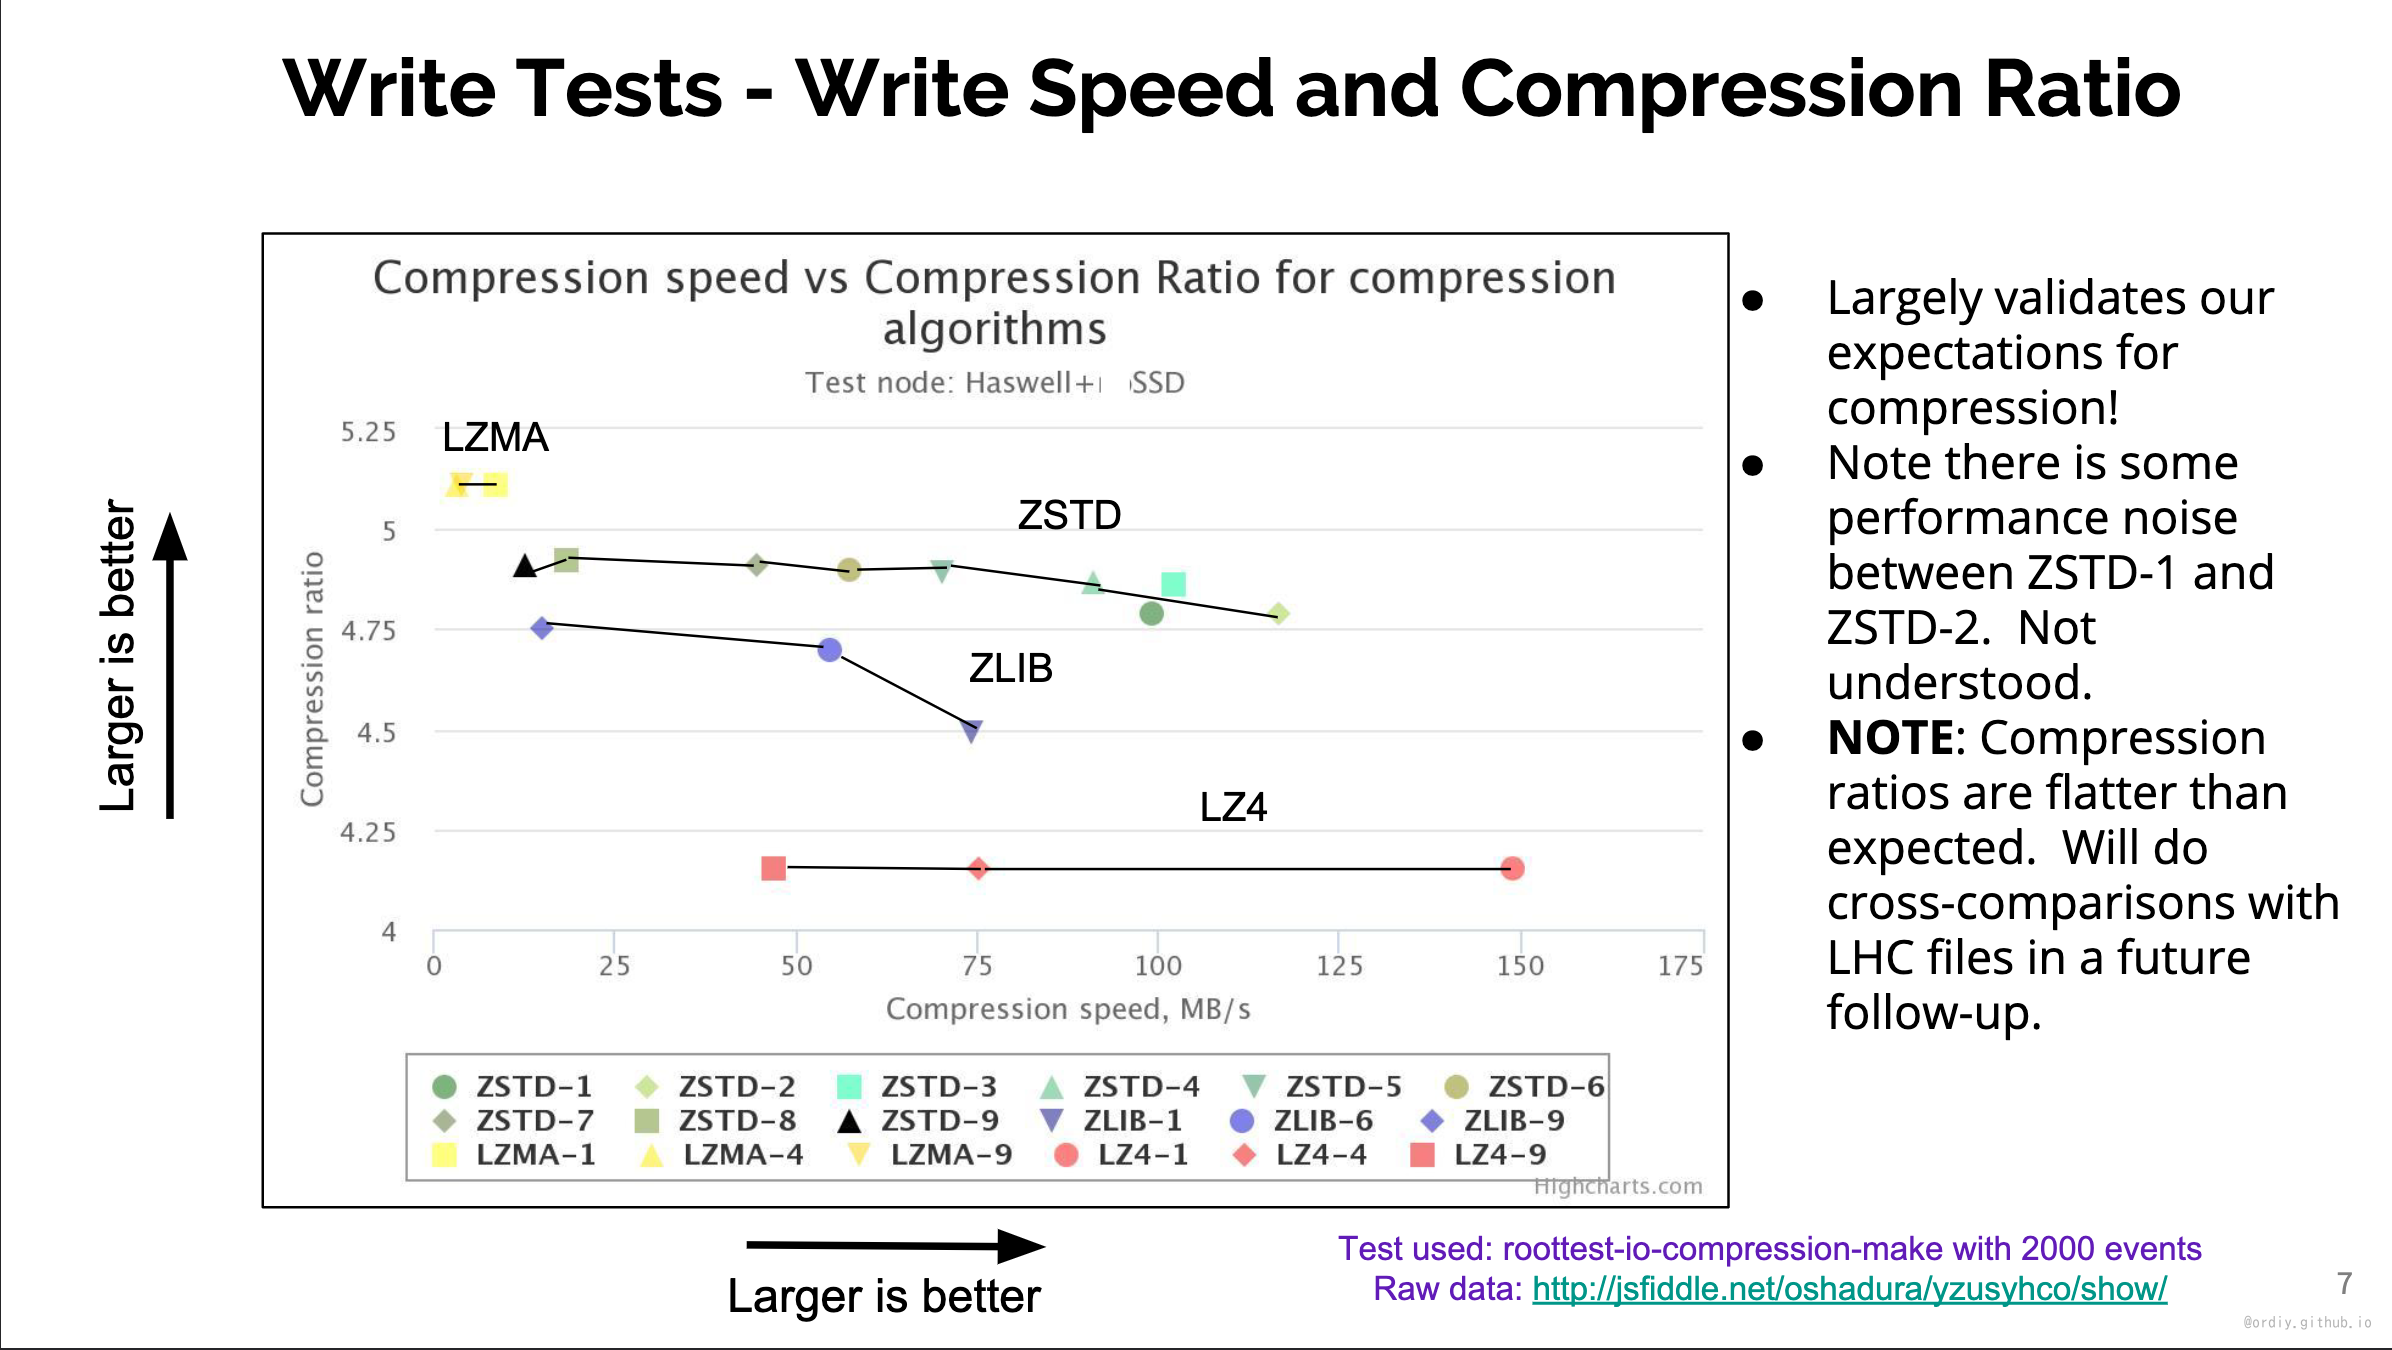 Write Tests - Write Speed and Compression Ratio
Compression speed vs Compression Ratio for compression
algorithms
Test node: SSD
5.25
5
4.75
4.5
4.25
4
Compression ratio
Larger is better
LZMA
ZSTD
ZLIB
LZ4
0 25 50 75 100 125 150 175
Compression speed, MB/s
ZSTD-1 ZSTD-2 ZSTD-3 ZSTD-4 ZSTD-5 ZSTD-6
ZSTD-7 ZSTD-8 ZSTD-9 ZLIB-1 ZLIB-6 ZLIB-9
LZMA-1 LZMA-4 LZMA-9 LZ4-1 LZ4-4 LZ4-9
Highcharts.com
Larger is better
● Largely validates our
expectations for
compression!
● Note there is some
performance noise
between ZSTD-1 and
ZSTD-2. Not
understood.
● NOTE: Compression
ratios are flatter than
expected. Will do
cross-comparisons with
LHC files in a future
follow-up.
Test used: roottest-io-compression-make with 2000 events
Raw data: http://jsfiddle.net/oshadura/yzusyhco/show/
7
@ordiy.github.io